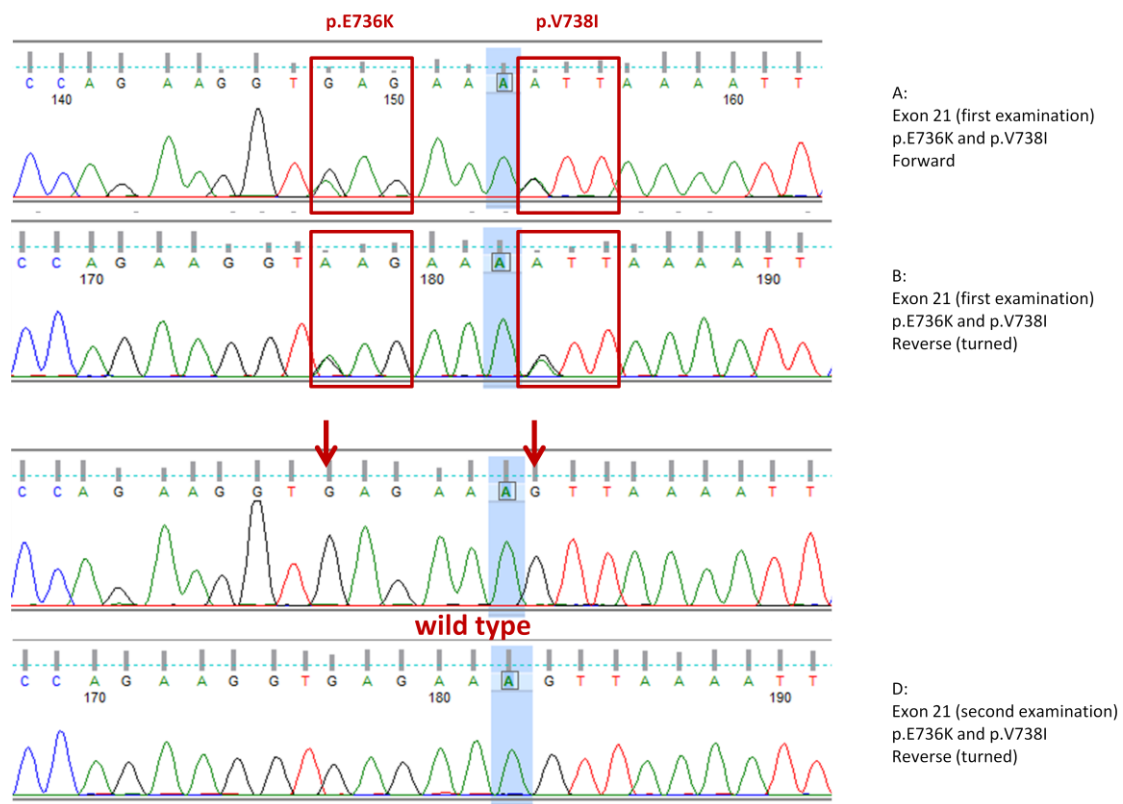 p.E736K p.V738I
C C A G A A G G T G A G A A A A T T A A A A T T
140 150 160
A:
Exon 21 (first examination)
p.E736K and p.V738I
Forward
C C A G A A G G T A A G A A A A T T A A A A T T
170 180 190
B:
Exon 21 (first examination)
p.E736K and p.V738I
Reverse (turned)
C C A G A A G G T G A G A A A G T T A A A A T T
wild type
C C A G A A G G T G A G A A A G T T A A A A T T
170 180 190
D:
Exon 21 (second examination)
p.E736K and p.V738I
Reverse (turned)